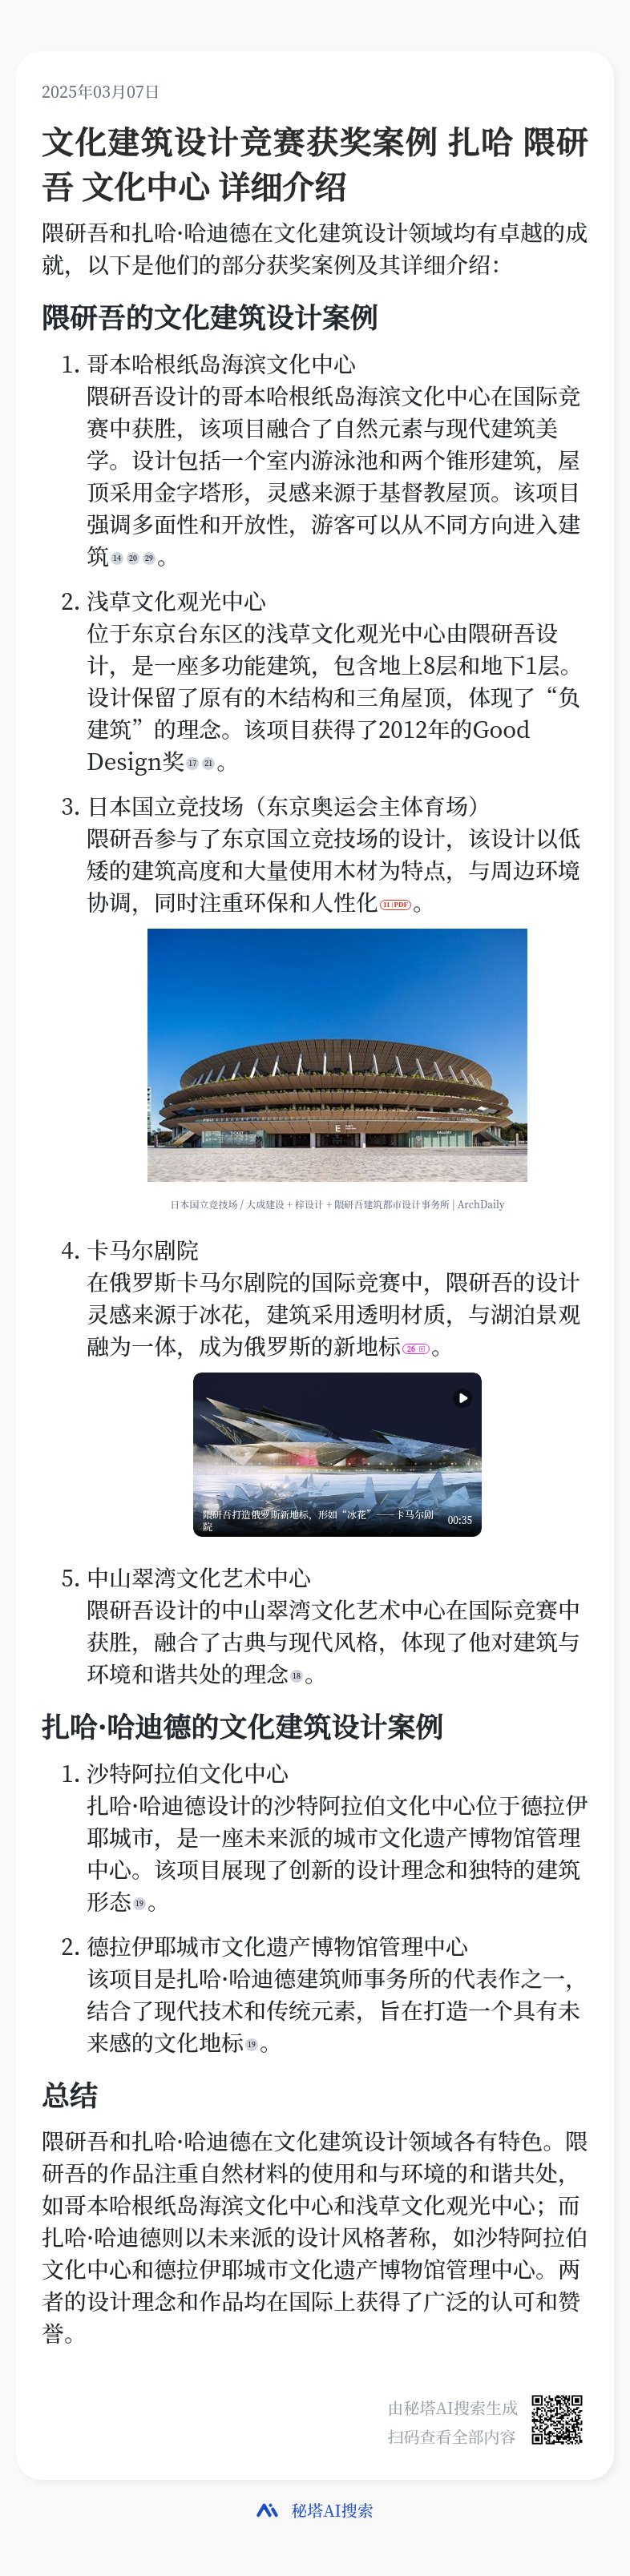 2025年03月07日
文化建筑设计竞赛获奖案例 扎哈 隈研
吾 文化中心 详细介绍
隈研吾和扎哈·哈迪德在文化建筑设计领域均有卓越的成
就，以下是他们的部分获奖案例及其详细介绍：
隈研吾的文化建筑设计案例
1. 哥本哈根纸岛海滨文化中心
隈研吾设计的哥本哈根纸岛海滨文化中心在国际竞
赛中获胜，该项目融合了自然元素与现代建筑美
学。设计包括一个室内游泳池和两个锥形建筑，屋
顶采用金字塔形，灵感来源于基督教屋顶。该项目
强调多面性和开放性，游客可以从不同方向进入建
筑 14 20 29 。
2. 浅草文化观光中心
位于东京台东区的浅草文化观光中心由隈研吾设
计，是一座多功能建筑，包含地上8层和地下1层。
设计保留了原有的木结构和三角屋顶，体现了“负
建筑”的理念。该项目获得了2012年的Good
Design奖 17 21 。
3. 日本国立竞技场（东京奥运会主体育场）
隈研吾参与了东京国立竞技场的设计，该设计以低
矮的建筑高度和大量使用木材为特点，与周边环境
协调，同时注重环保和人性化 11 |PDF 。
E
日本国立竞技场 / 大成建设 + 梓设计 + 隈研吾建筑都市设计事务所 | ArchDaily
4. 卡马尔剧院
在俄罗斯卡马尔剧院的国际竞赛中，隈研吾的设计
灵感来源于冰花，建筑采用透明材质，与湖泊景观
融为一体，成为俄罗斯的新地标 26 。
隈研吾打造俄罗斯新地标，形如“冰花”——卡马尔剧
院
00:35
5. 中山翠湾文化艺术中心
隈研吾设计的中山翠湾文化艺术中心在国际竞赛中
获胜，融合了古典与现代风格，体现了他对建筑与
环境和谐共处的理念 18 。
扎哈·哈迪德的文化建筑设计案例
1. 沙特阿拉伯文化中心
扎哈·哈迪德设计的沙特阿拉伯文化中心位于德拉伊
耶城市，是一座未来派的城市文化遗产博物馆管理
中心。该项目展现了创新的设计理念和独特的建筑
形态 19 。
2. 德拉伊耶城市文化遗产博物馆管理中心
该项目是扎哈·哈迪德建筑师事务所的代表作之一，
结合了现代技术和传统元素，旨在打造一个具有未
来感的文化地标 19 。
总结
隈研吾和扎哈·哈迪德在文化建筑设计领域各有特色。隈
研吾的作品注重自然材料的使用和与环境的和谐共处，
如哥本哈根纸岛海滨文化中心和浅草文化观光中心；而
扎哈·哈迪德则以未来派的设计风格著称，如沙特阿拉伯
文化中心和德拉伊耶城市文化遗产博物馆管理中心。两
者的设计理念和作品均在国际上获得了广泛的认可和赞
誉。
由秘塔AI搜索生成
扫码查看全部内容
秘塔AI搜索